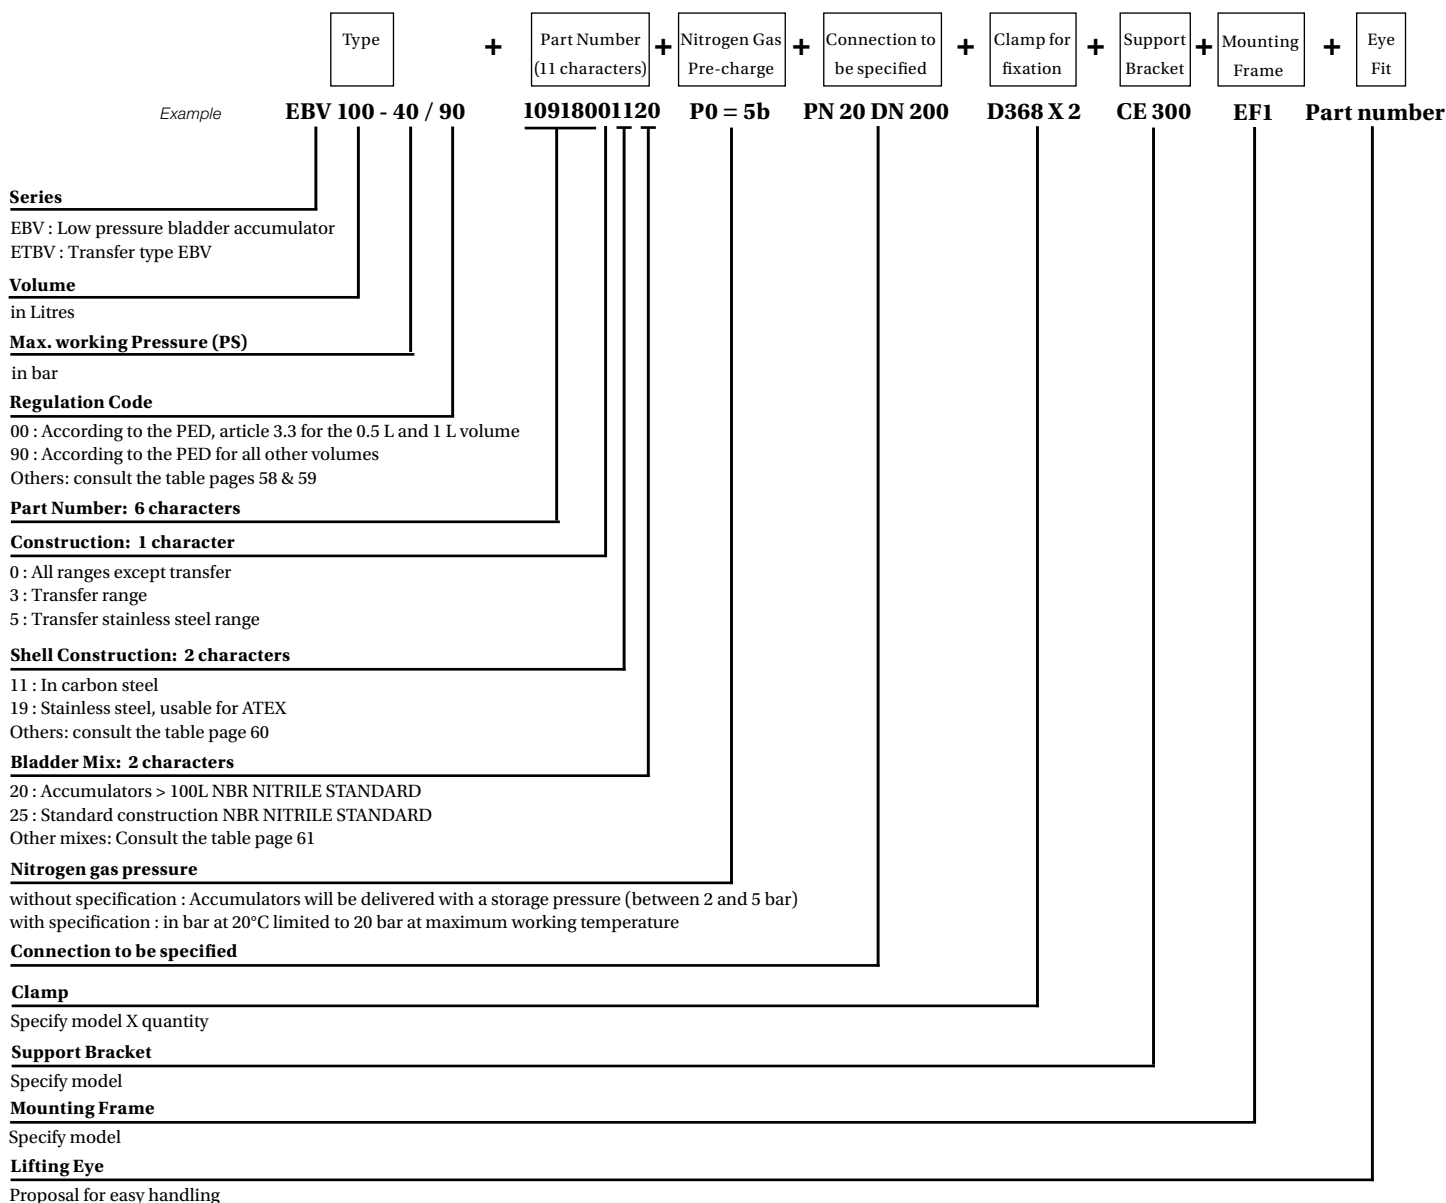 Type + Part Number + Nitrogen Gas + Connection to + Clamp for + Support + Mounting + Eye
(11 characters) Pre-charge be specified fixation Bracket Frame Fit
Example EBV 100 - 40 / 90 10918001120 P0 = 5b PN 20 DN 200 D368 X 2 CE 300 EF1 Part number
Series
EBV : Low pressure bladder accumulator
ETBV : Transfer type EBV
Volume
in Litres
Max. working Pressure (PS)
in bar
Regulation Code
00 : According to the PED, article 3.3 for the 0.5 L and 1 L volume
90 : According to the PED for all other volumes
Others: consult the table pages 58 & 59
Part Number: 6 characters
Construction: 1 character
0 : All ranges except transfer
3 : Transfer range
5 : Transfer stainless steel range
Shell Construction: 2 characters
11 : In carbon steel
19 : Stainless steel, usable for ATEX
Others: consult the table page 60
Bladder Mix: 2 characters
20 : Accumulators > 100L NBR NITRILE STANDARD
25 : Standard construction NBR NITRILE STANDARD
Other mixes: Consult the table page 61
Nitrogen gas pressure
without specification : Accumulators will be delivered with a storage pressure (between 2 and 5 bar)
with specification : in bar at 20°C limited to 20 bar at maximum working temperature
Connection to be specified
Clamp
Specify model X quantity
Support Bracket
Specify model
Mounting Frame
Specify model
Lifting Eye
Proposal for easy handling